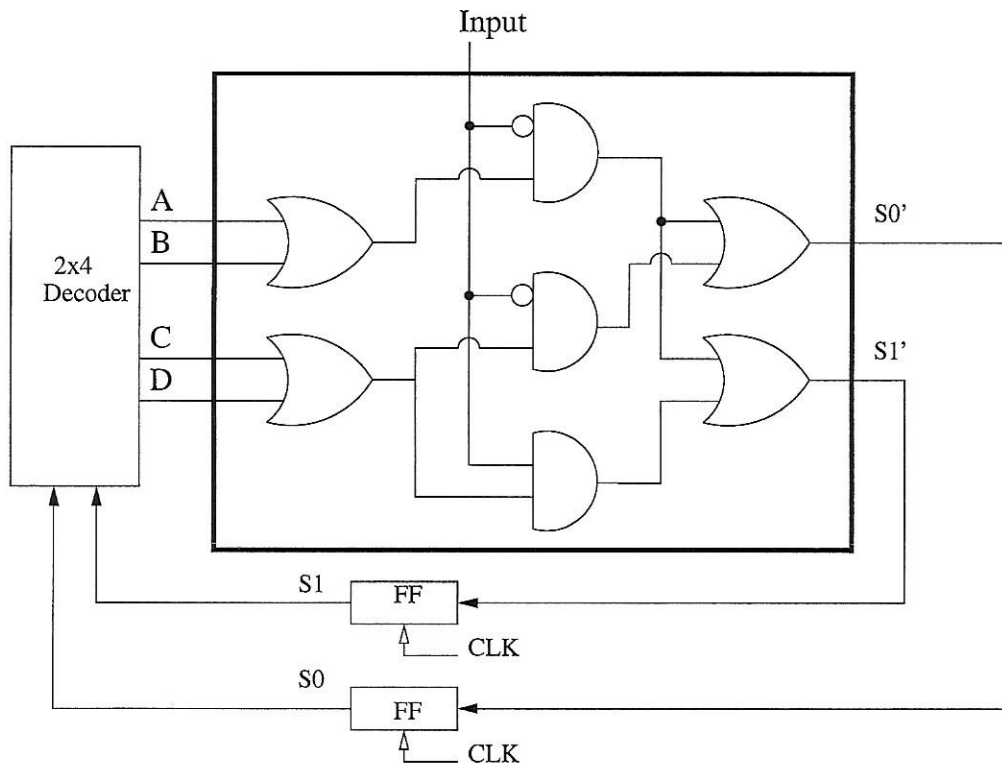 Input
A
B
2x4
Decoder
C
D
S0’
S1’
S1
FF
CLK
S0
FF
CLK